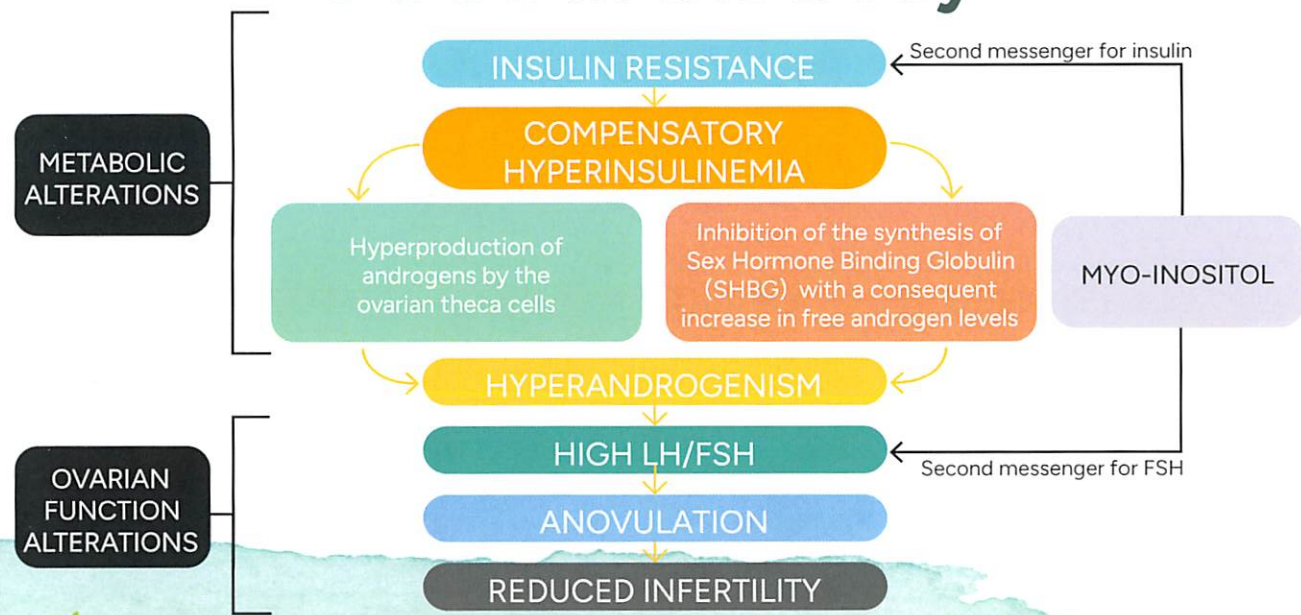 INSULIN RESISTANCE
Second messenger for insulin
COMPENSATORY
HYPERINSULINEMIA
METABOLIC
ALTERATIONS
Hyperproduction of
androgens by the
ovarian theca cells
Inhibition of the synthesis of
Sex Hormone Binding Globulin
(SHBG) with a consequent
increase in free androgen levels
MYO-INOSITOL
HYPERANDROGENISM
HIGH LH/FSH
Second messenger for FSH
OVARIAN
FUNCTION
ALTERATIONS
ANOVULATION
REDUCED INFERTILITY